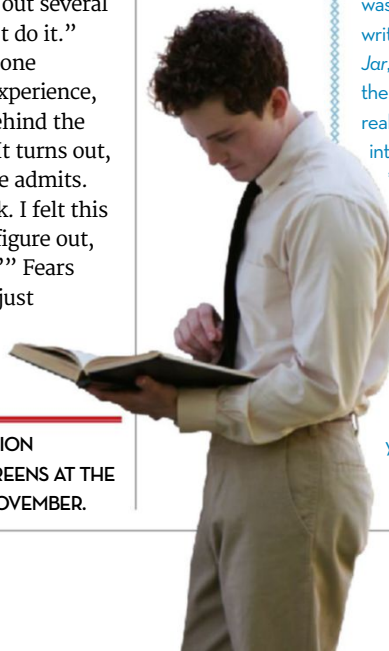 out several
t do it.”
one
xperience,
ehind the
It turns out,
e admits.
k. I felt this
figure out,
’” Fears
just
ION
REENS AT THE
OVEMBER.
was
writ
Jar,
the
real
int
y